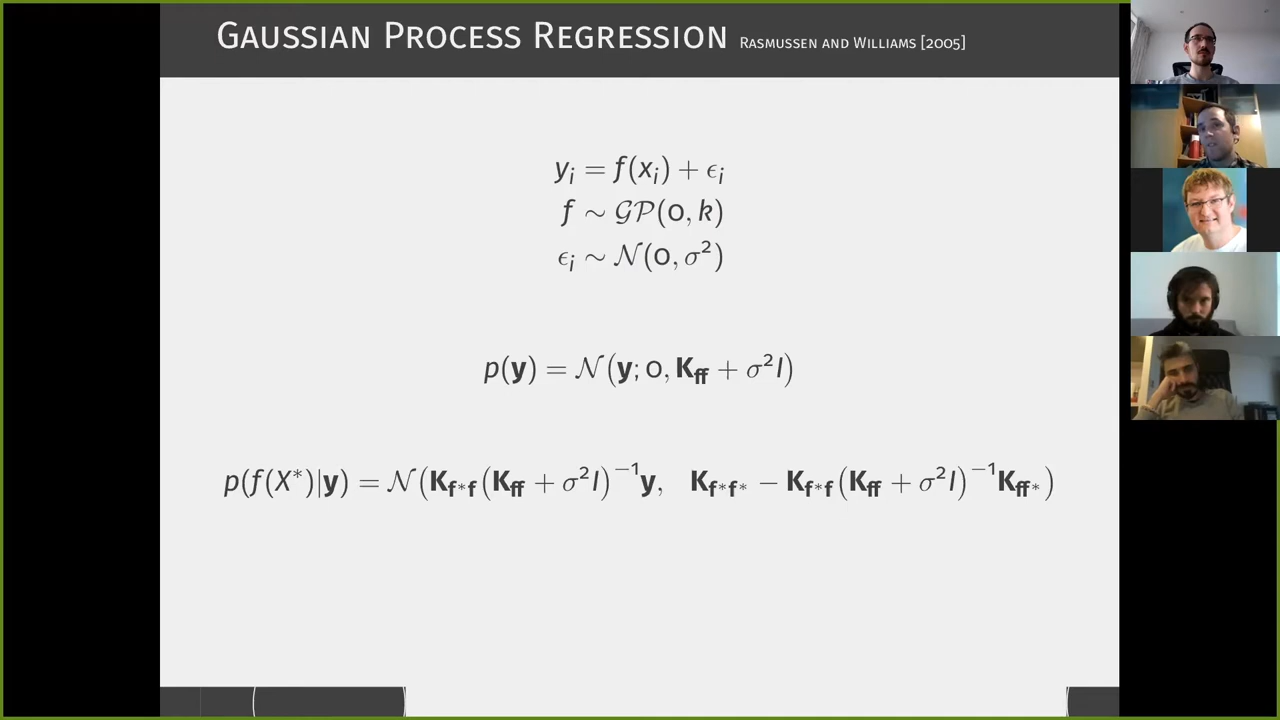 GAUSSIAN PROCESS REGRESSION RASMUSSEN AND WILLIAMS [2005]
yᵢ = f(xᵢ) + ϵᵢ
f ∼ 𝒢𝒫(0, k)
ϵᵢ ∼ 𝒩(0, σ²)
p(𝐲) = 𝒩(𝐲; 0, 𝐊_𝐟𝐟 + σ²I)
p(f(X*)|𝐲) = 𝒩(𝐊_𝐟*𝐟(𝐊_𝐟𝐟 + σ²I)⁻¹𝐲, 𝐊_𝐟*𝐟* − 𝐊_𝐟*𝐟(𝐊_𝐟𝐟 + σ²I)⁻¹𝐊_𝐟𝐟*)